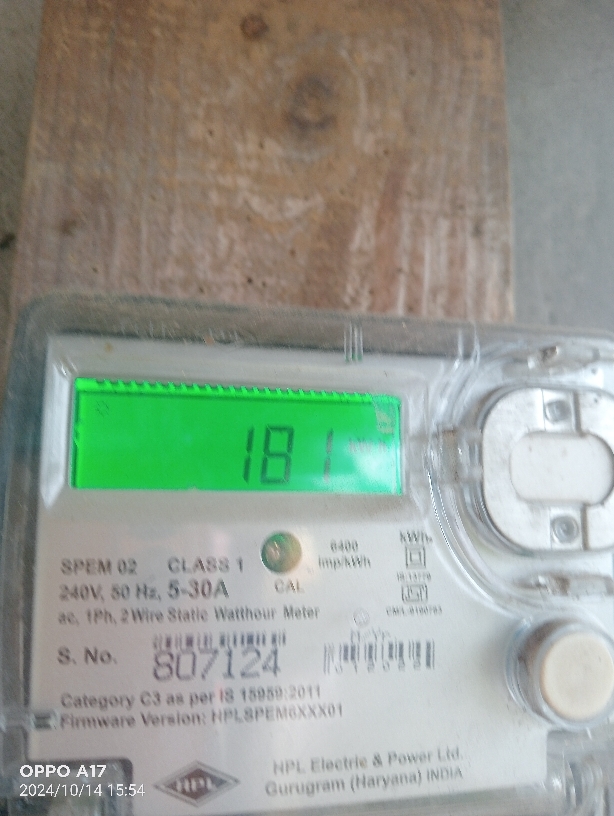 181
6400
SPEM 02 CLASS 1 Imp/kWh kWh
240V, 50 Hz, 5-30A CAL
ac, 1Ph, 2 Wire Static Watthour Meter
S. No. 807124
Category C3 as per IS 15959:2011
Firmware Version: HPLSPEM6XXX01
HPL
HPL Electric & Power Ltd.
Gurugram (Haryana) INDIA
OPPO A17
2024/10/14 15:54